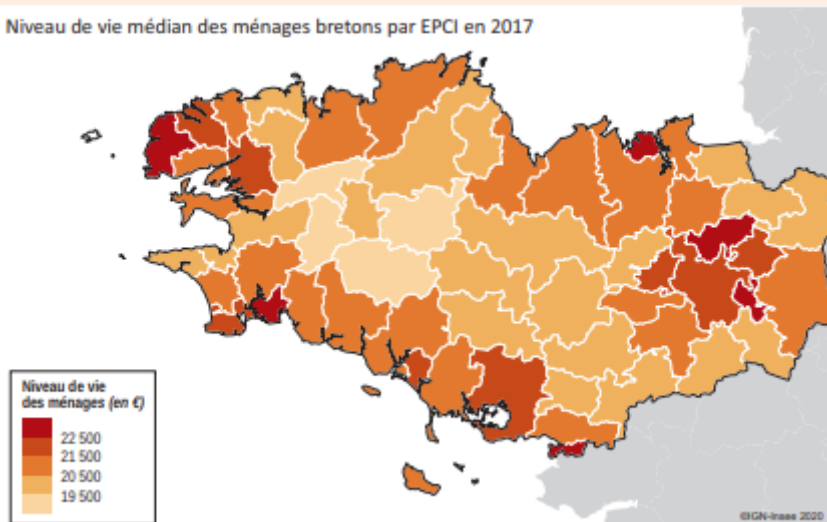 Niveau de vie médian des ménages bretons par EPCI en 2017
Niveau de vie
des ménages (en €)
22 500
21 500
20 500
19 500
©IGN-Insee 2020